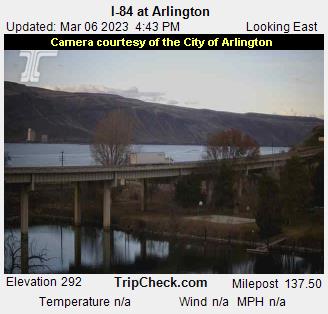 I-84 at Arlington
Updated: Mar 06 2023 4:43 PM Looking East
Camera courtesy of the City of Arlington
Elevation 292 TripCheck.com Milepost 137.50
Temperature n/a Wind n/a MPH n/a